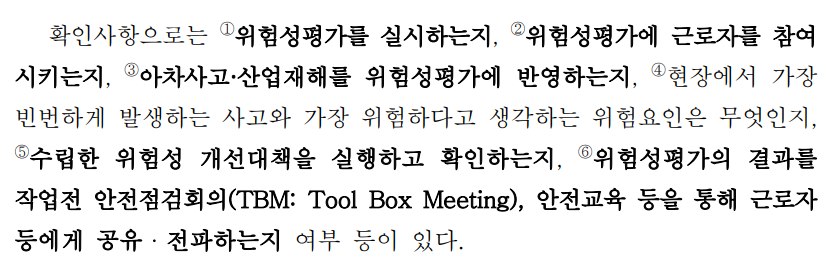 확인사항으로는 ①위험성평가를 실시하는지, ②위험성평가에 근로자를 참여
시키는지, ③아차사고·산업재해를 위험성평가에 반영하는지, ④현장에서 가장
빈번하게 발생하는 사고와 가장 위험하다고 생각하는 위험요인은 무엇인지,
⑤수립한 위험성 개선대책을 실행하고 확인하는지, ⑥위험성평가의 결과를
작업전 안전점검회의(TBM: Tool Box Meeting), 안전교육 등을 통해 근로자
등에게 공유·전파하는지 여부 등이 있다.